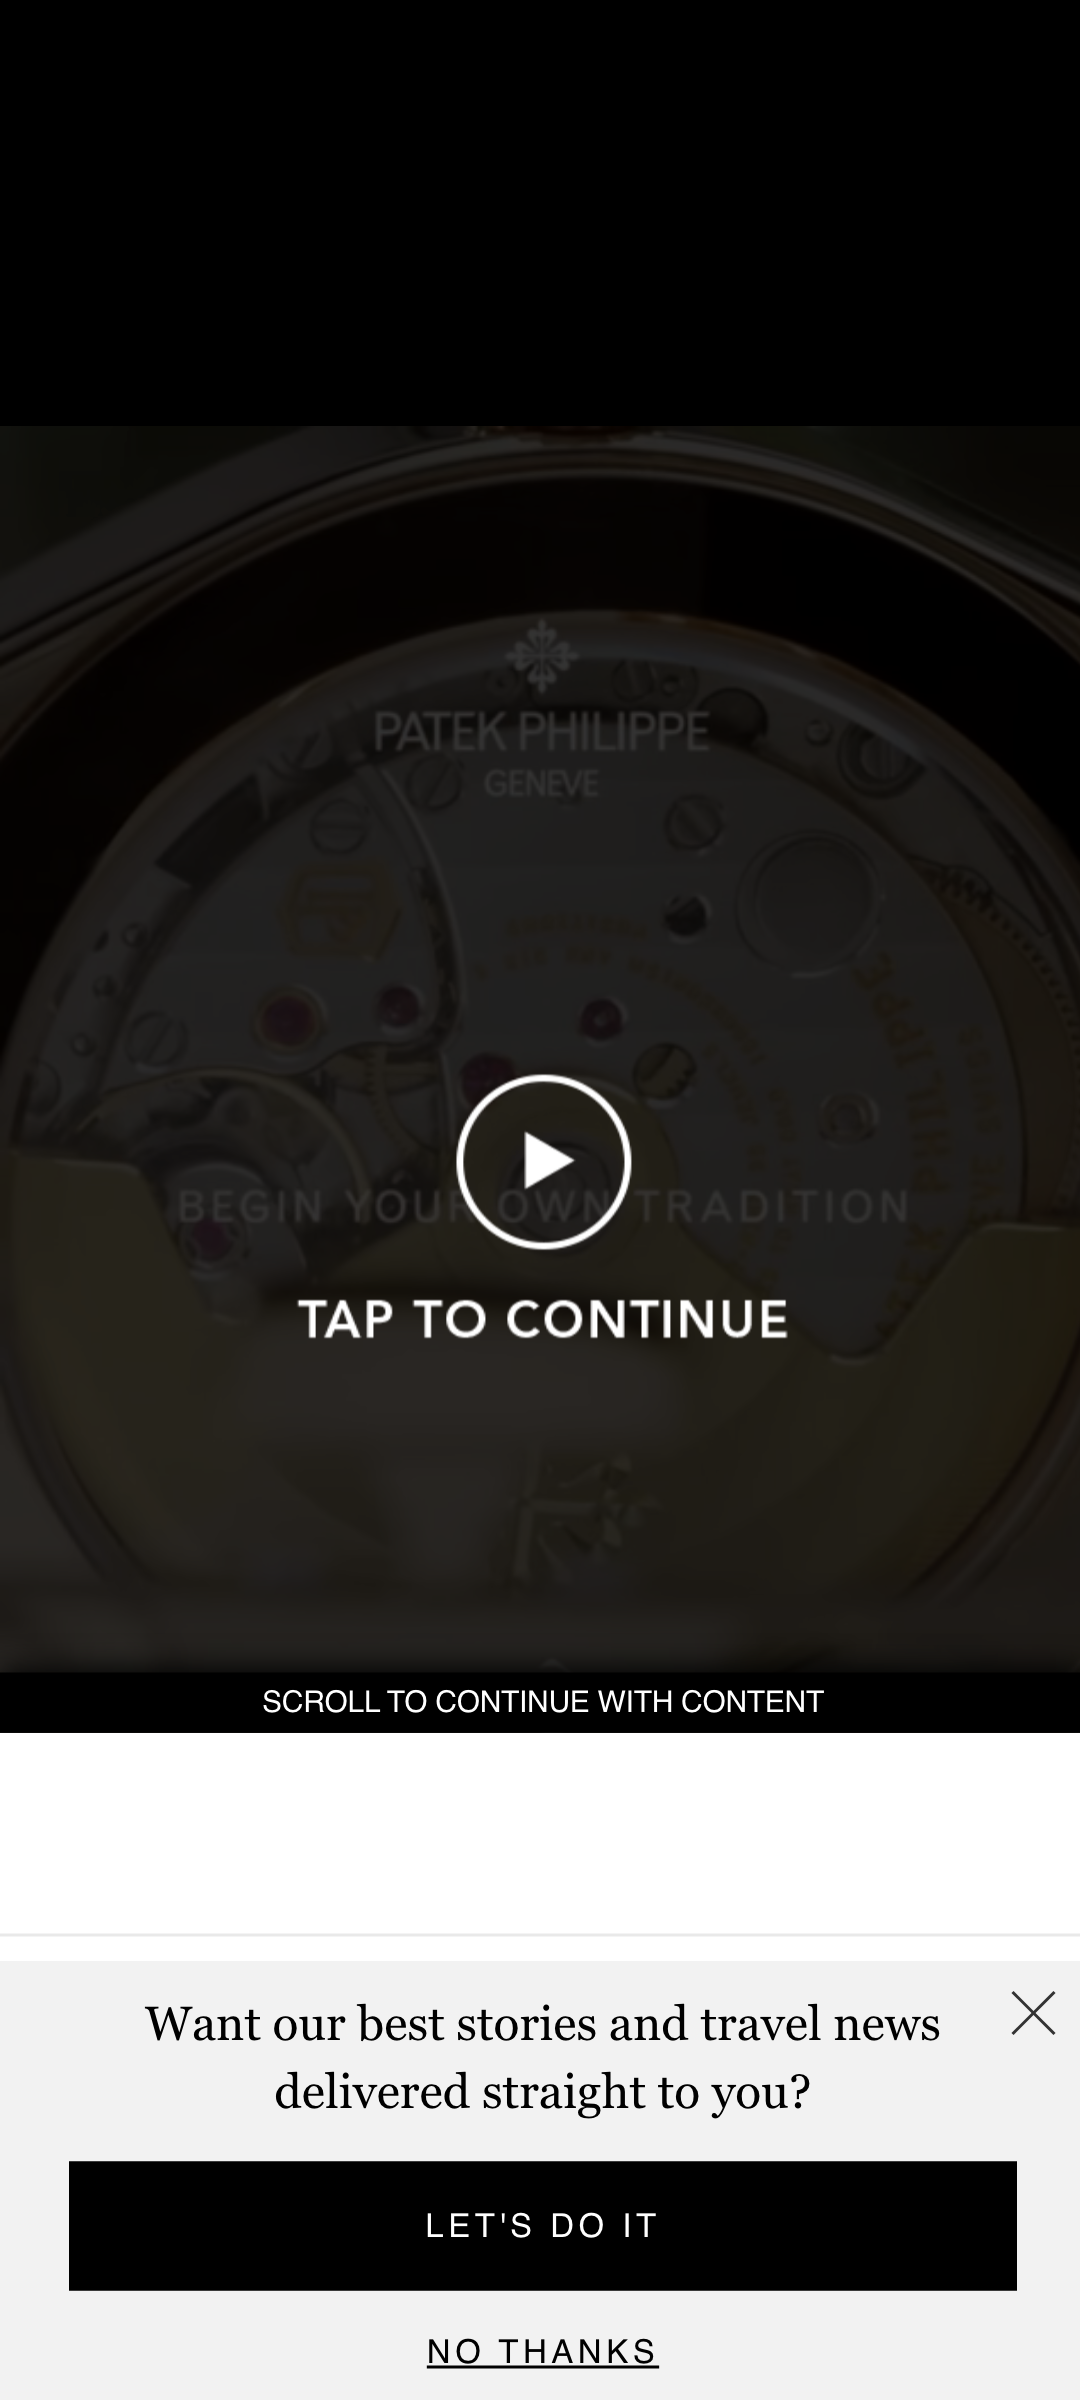 PATEK PHILIPPE
GENEVE
BEGIN YOUR OWN TRADITION
TAP TO CONTINUE
SCROLL TO CONTINUE WITH CONTENT
Want our best stories and travel news
delivered straight to you?
LET'S DO IT
NO THANKS